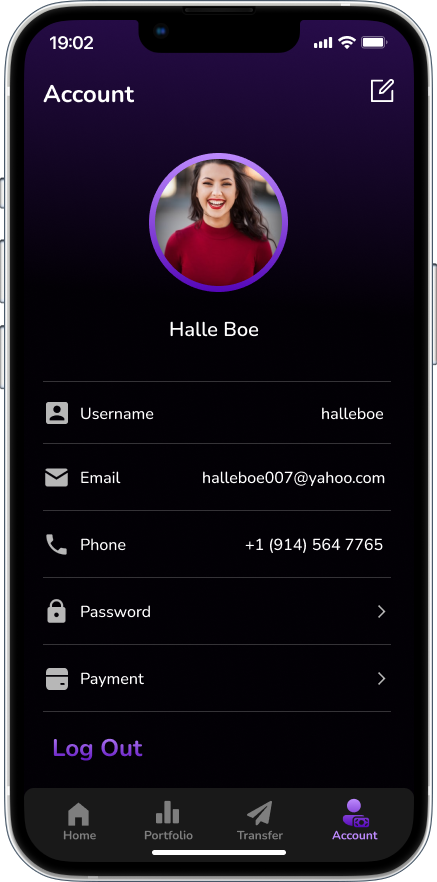 19:02
Account
Halle Boe
Username halleboe
Email halleboe007@yahoo.com
Phone +1 (914) 564 7765
Password
Payment
Log Out
Home Portfolio Transfer Account